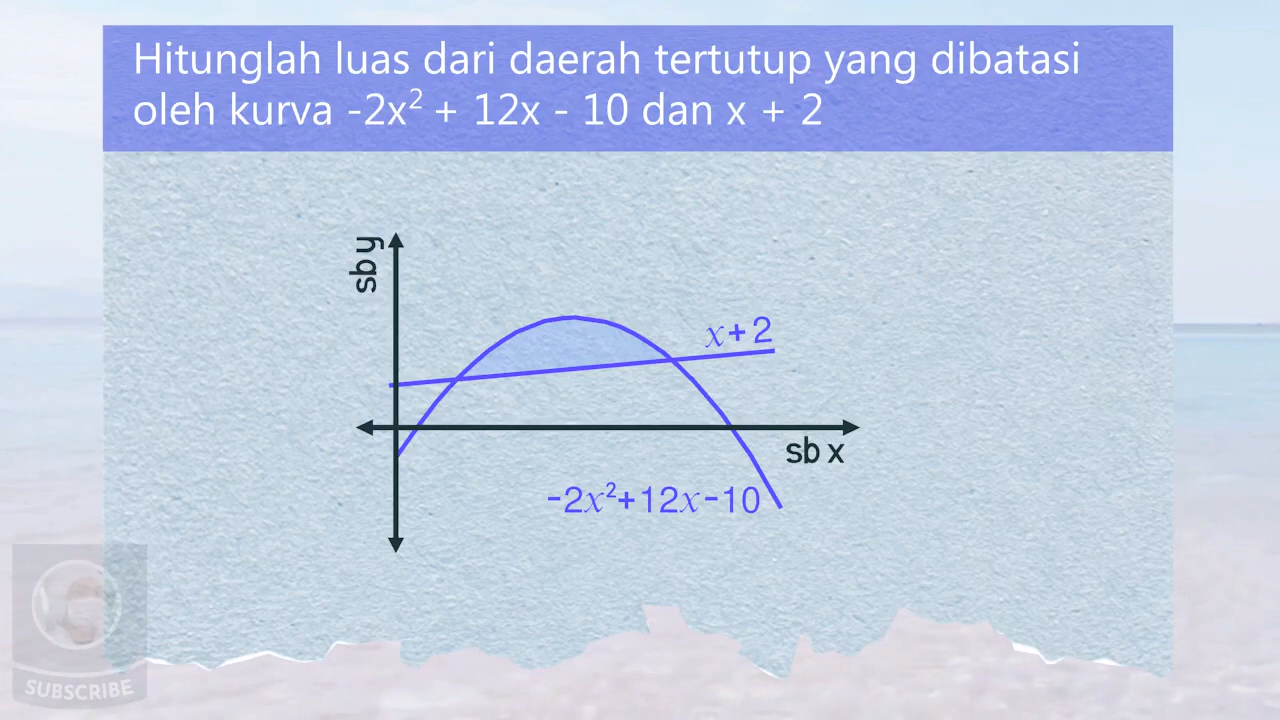 Hitunglah luas dari daerah tertutup yang dibatasi
oleh kurva -2x² + 12x - 10 dan x + 2
sb y
x+2
sb x
-2x²+12x-10
SUBSCRIBE